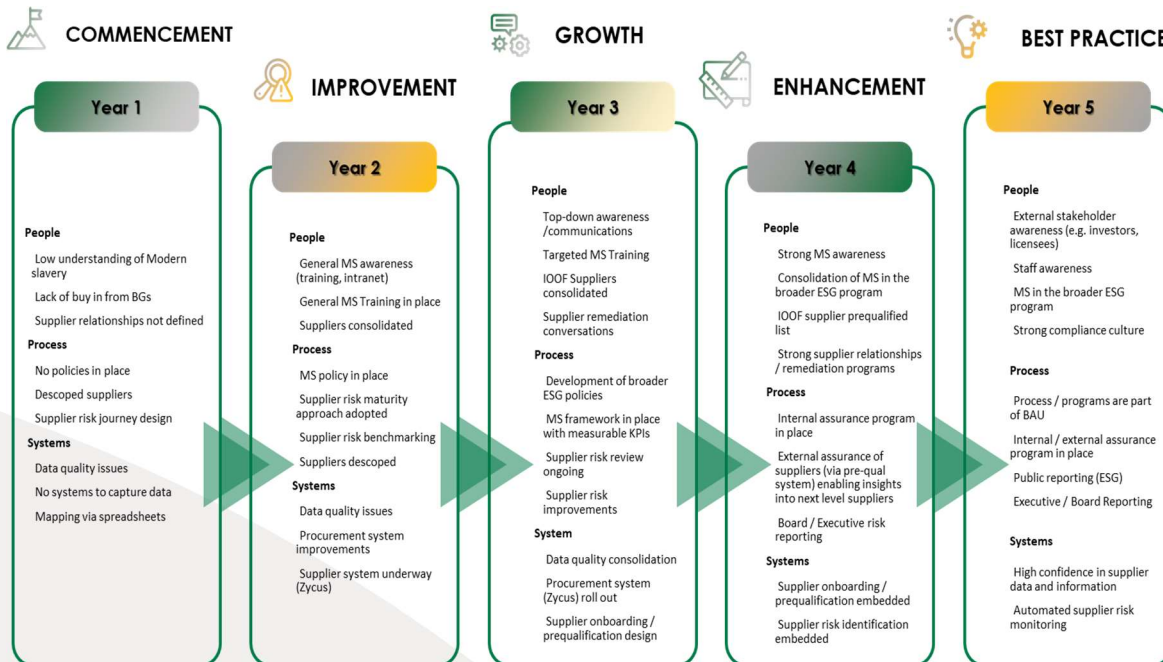 COMMENCEMENT
Year 1
People
Low understanding of Modern
slavery
Lack of buy in from BGs
Supplier relationships not defined
Process
No policies in place
Descoped suppliers
Supplier risk journey design
Systems
Data quality issues
No systems to capture data
Mapping via spreadsheets
IMPROVEMENT
Year 2
People
General MS awareness
(training, intranet)
General MS Training in place
Suppliers consolidated
Process
MS policy in place
Supplier risk maturity
approach adopted
Supplier risk benchmarking
Suppliers descoped
Systems
Data quality issues
Procurement system
improvements
Supplier system underway
(Zycus)
GROWTH
Year 3
People
Top-down awareness
/communications
Targeted MS Training
IOOF Suppliers
consolidated
Supplier remediation
conversations
Process
Development of broader
ESG policies
MS framework in place
with measurable KPIs
Supplier risk review
ongoing
Supplier risk
improvements
System
Data quality consolidation
Procurement system
(Zycus) roll out
Supplier onboarding /
prequalification design
ENHANCEMENT
Year 4
People
Strong MS awareness
Consolidation of MS in the
broader ESG program
IOOF supplier prequalified
list
Strong supplier relationships
/ remediation programs
Process
Internal assurance program
in place
External assurance of
suppliers (via pre-qual
system) enabling insights
into next level suppliers
Board / Executive risk
reporting
Systems
Supplier onboarding /
prequalification embedded
Supplier risk identification
embedded
BEST PRACTICE
Year 5
People
External stakeholder
awareness (e.g. investors,
licensees)
Staff awareness
MS in the broader ESG
program
Strong compliance culture
Process
Process / programs are part
of BAU
Internal / external assurance
program in place
Public reporting (ESG)
Executive / Board Reporting
Systems
High confidence in supplier
data and information
Automated supplier risk
monitoring